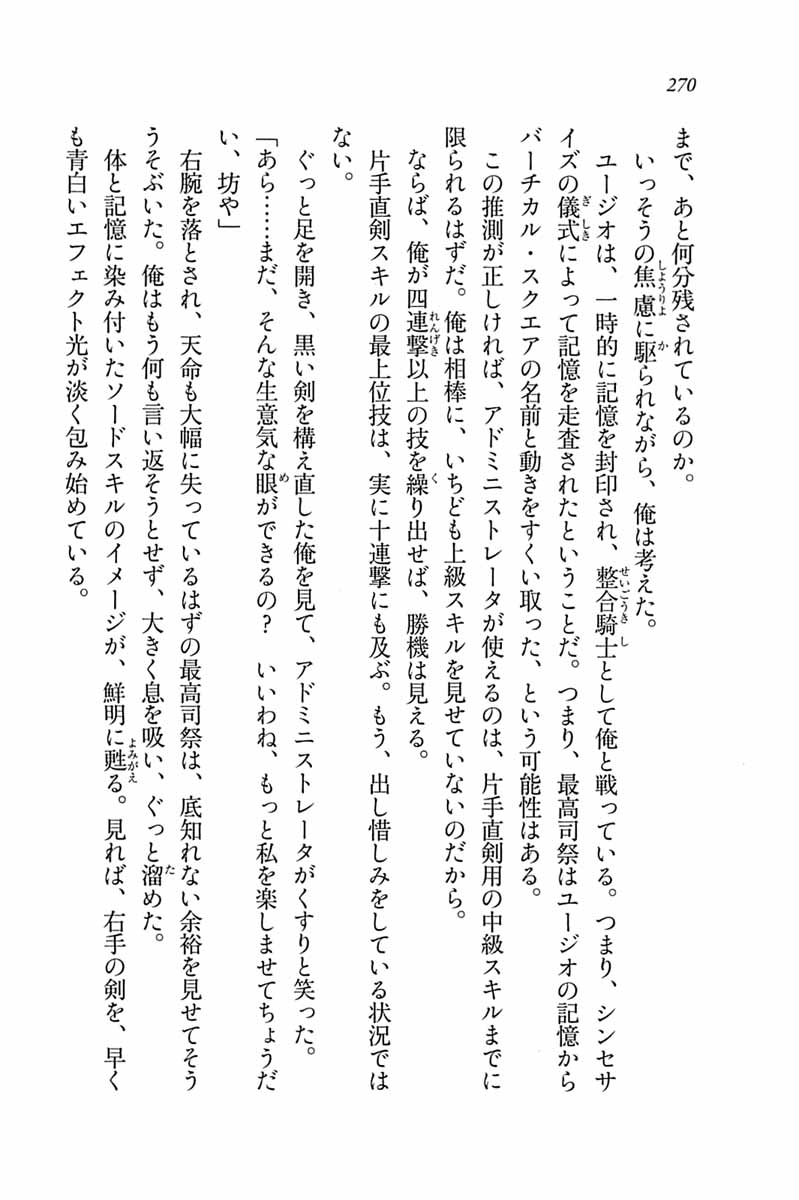 270
まで、あと何分残されているのか。
いっそうの焦慮に駆られながら、俺は考えた。
ユージオは、一時的に記憶を封印され、整合騎士として俺と戦っている。つまり、シンセサ
イズの儀式によって記憶を走査されたということだ。つまり、最高司祭はユージオの記憶から
バーチカル・スクエアの名前と動きをすくい取った、という可能性はある。
この推測が正しければ、アドミニストレータが使えるのは、片手直剣用の中級スキルまでに
限られるはずだ。俺は相棒に、いちども上級スキルを見せていないのだから。
ならば、俺が四連撃以上の技を繰り出せば、勝機は見える。
片手直剣スキルの最上位技は、実に十連撃にも及ぶ。もう、出し惜しみをしている状況では
ない。
ぐっと足を開き、黒い剣を構え直した俺を見て、アドミニストレータがくすりと笑った。
「あら……まだ、そんな生意気な眼ができるの？　いいわね、もっと私を楽しませてちょうだ
い、坊や」
右腕を落とされ、天命も大幅に失っているはずの最高司祭は、底知れない余裕を見せてそう
うそぶいた。俺はもう何も言い返そうとせず、大きく息を吸い、ぐっと溜めた。
体と記憶に染み付いたソードスキルのイメージが、鮮明に甦る。見れば、右手の剣を、早く
も青白いエフェクト光が淡く包み始めている。